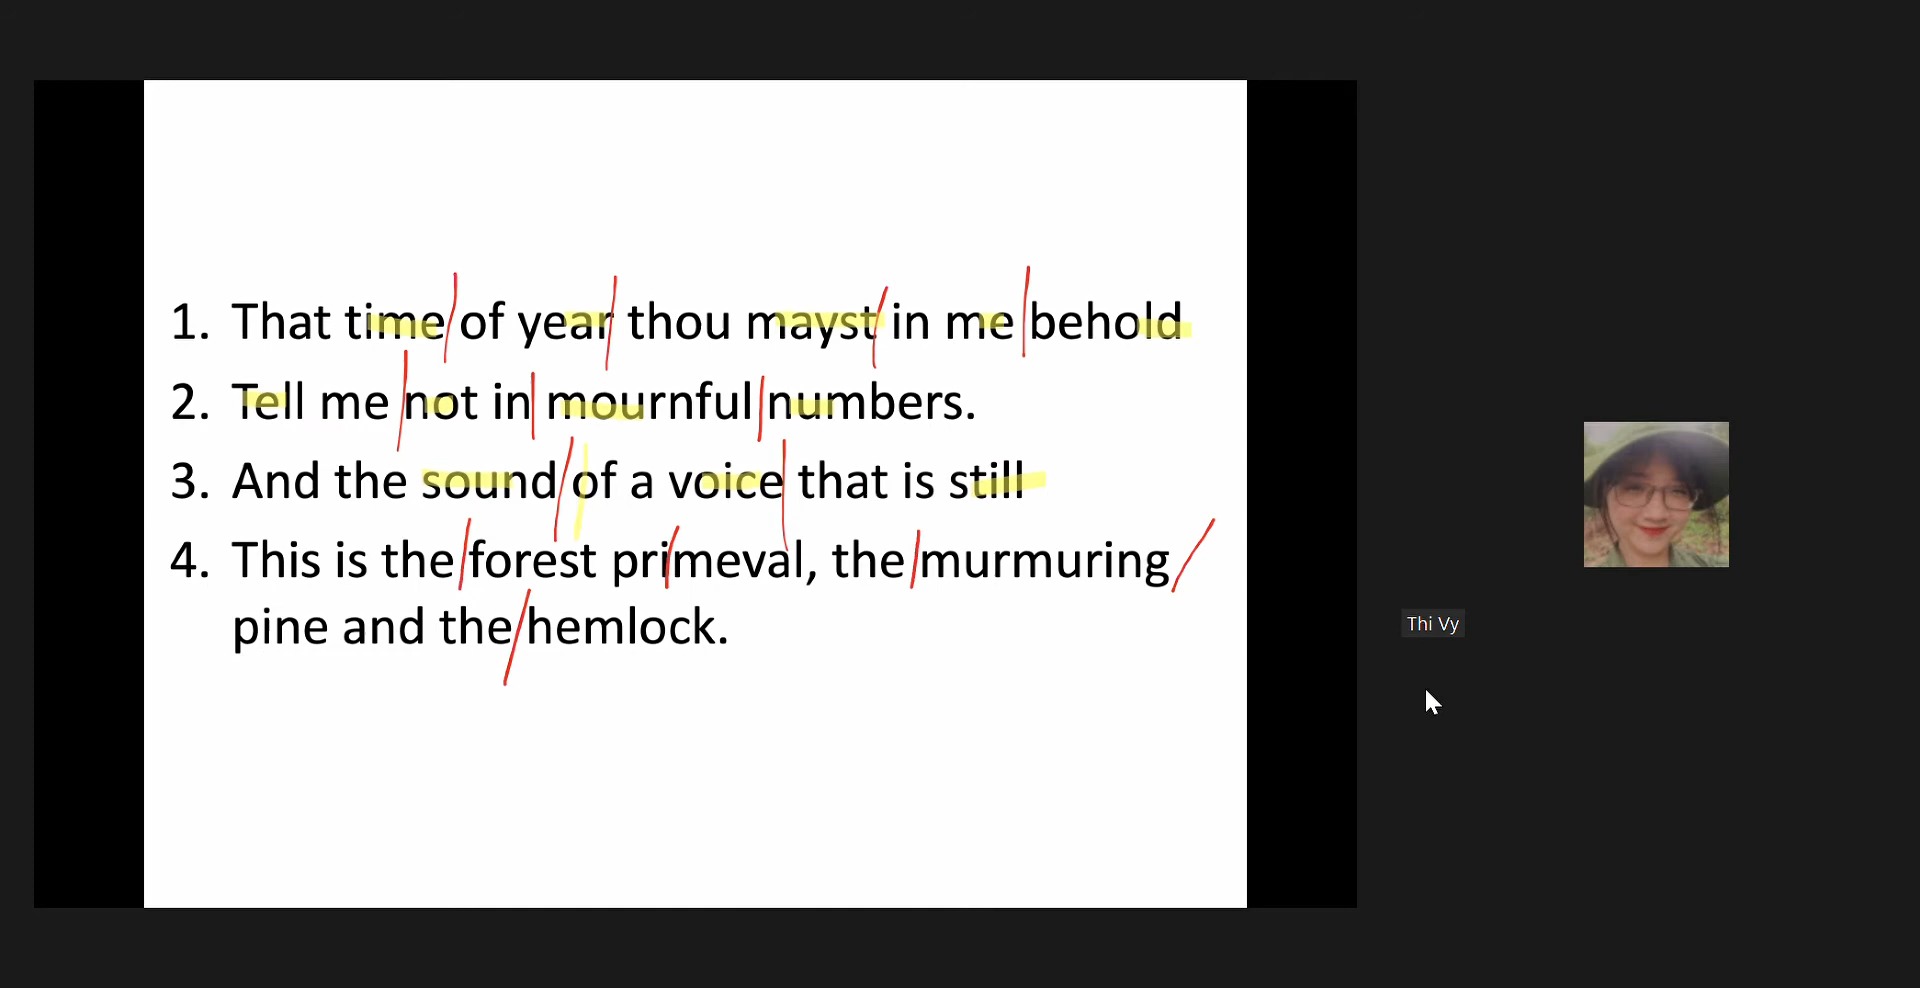 1. That time of year thou mayst in me behold
2. Tell me not in mournful numbers.
3. And the sound of a voice that is still
4. This is the forest primeval, the murmuring
pine and the hemlock.
Thi Vy